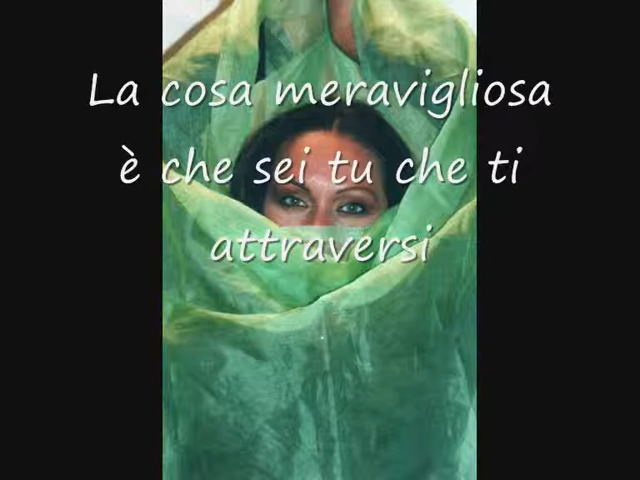 La cosa meravigliosa
è che sei tu che ti
attraversi